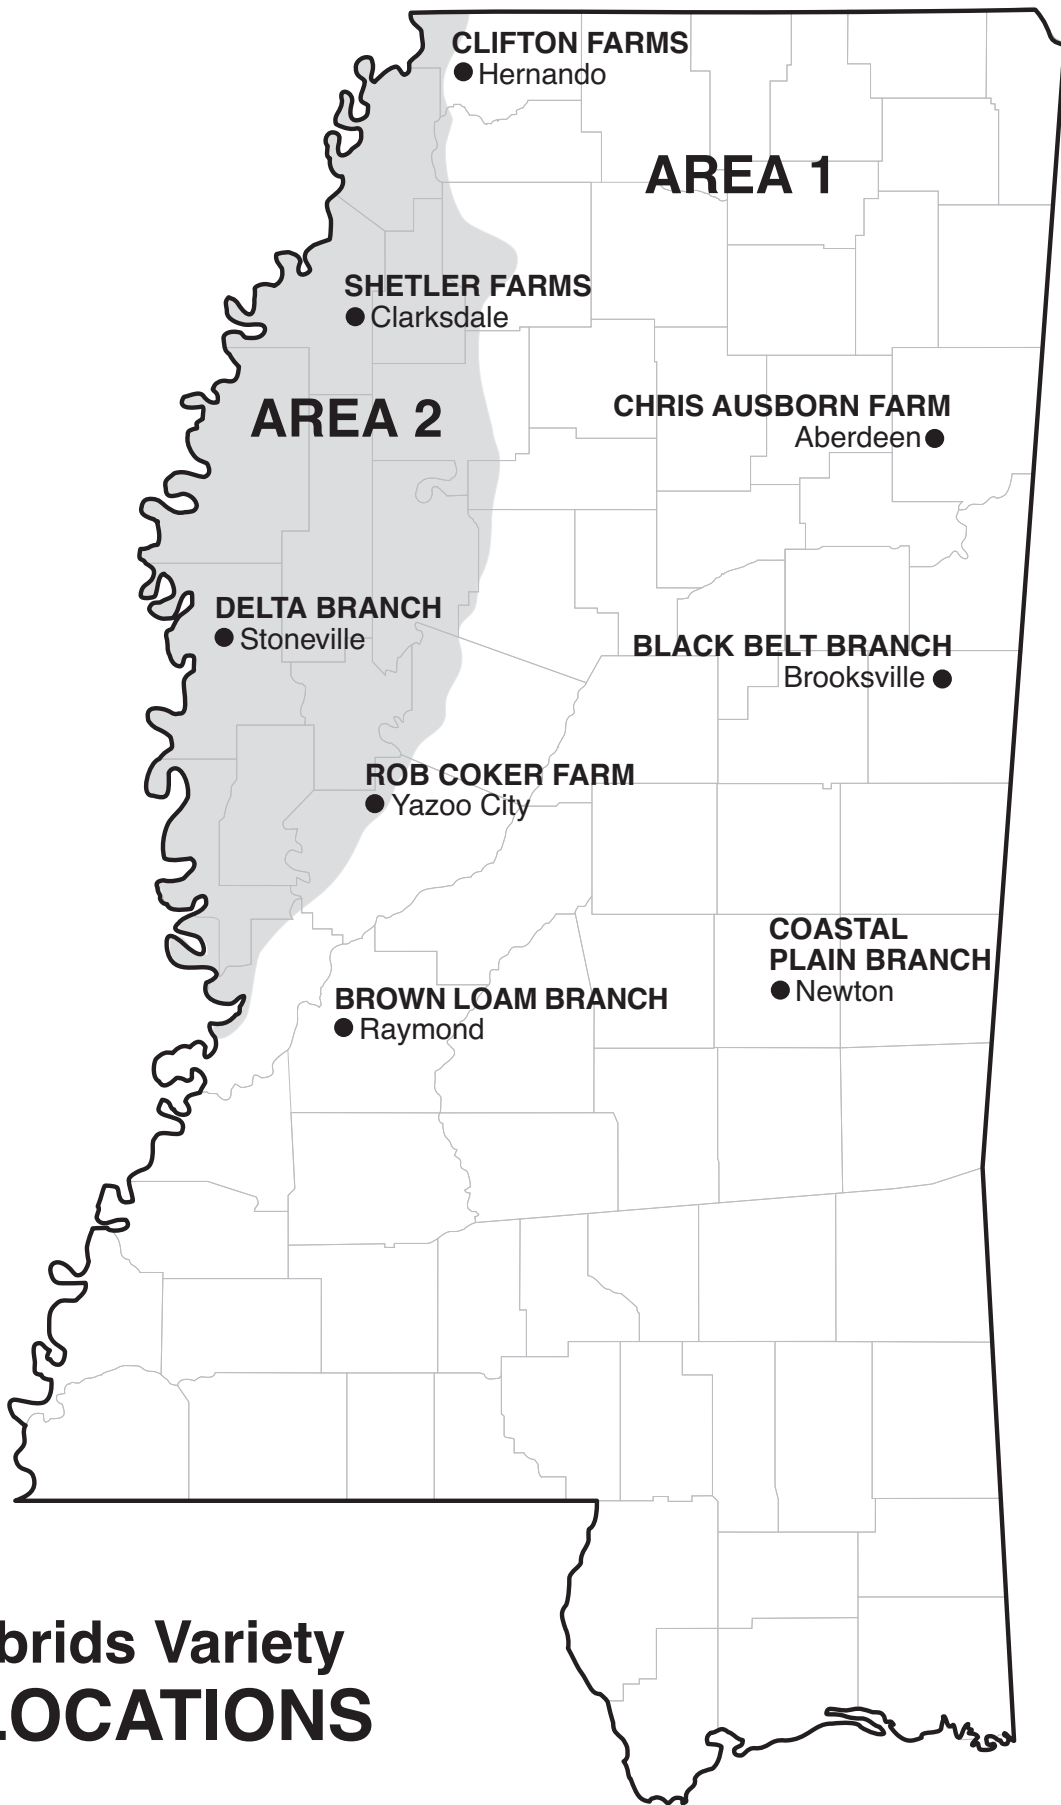 CLIFTON FARMS
Hernando
AREA 1
SHETLER FARMS
Clarksdale
CHRIS AUSBORN FARM
Aberdeen
AREA 2
DELTA BRANCH
Stoneville
BLACK BELT BRANCH
Brooksville
ROB COKER FARM
Yazoo City
COASTAL
PLAIN BRANCH
Newton
BROWN LOAM BRANCH
Raymond
brids Variety
LOCATIONS